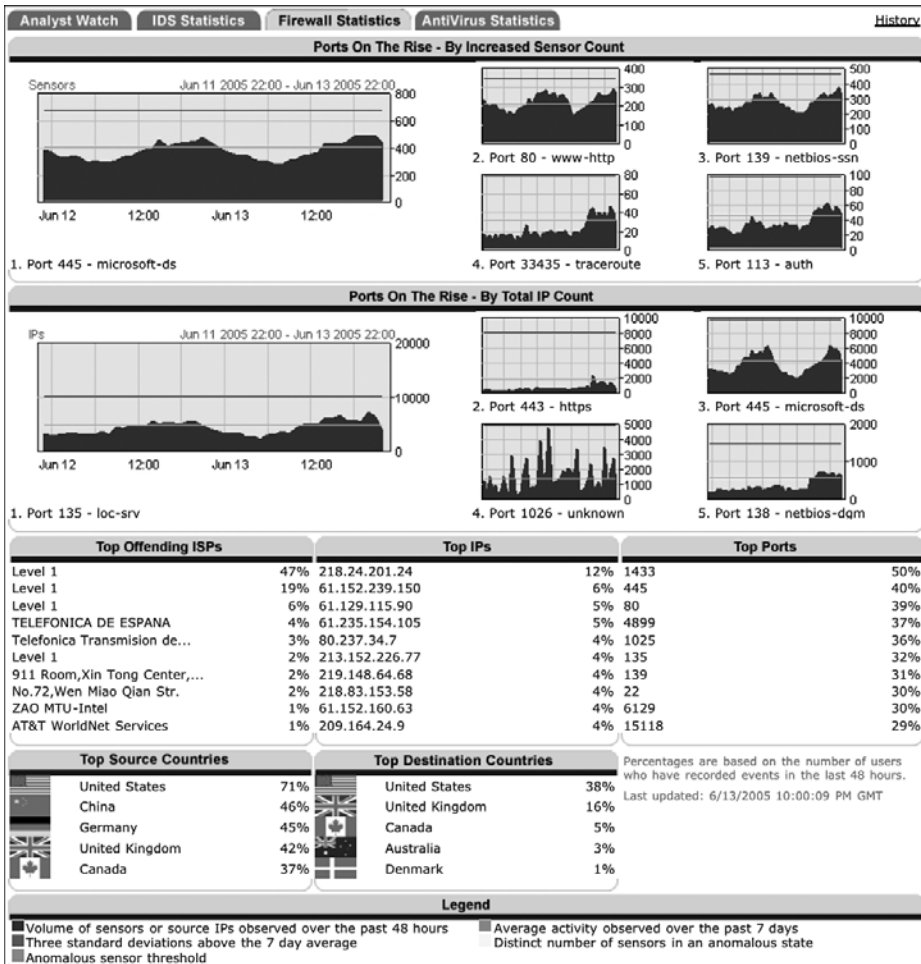 Analyst Watch IDS Statistics Firewall Statistics AntiVirus Statistics History
Ports On The Rise - By Increased Sensor Count
Sensors Jun 11 2005 22:00 - Jun 13 2005 22:00
800
600
400
200
0
Jun 12 12:00 Jun 13 12:00
1. Port 445 - microsoft-ds
400
300
200
100
0
2. Port 80 - www-http
500
400
300
200
100
0
3. Port 139 - netbios-ssn
80
60
40
20
0
4. Port 33435 - traceroute
100
80
60
40
20
0
5. Port 113 - auth
Ports On The Rise - By Total IP Count
IPs Jun 11 2005 22:00 - Jun 13 2005 22:00
20000
10000
0
Jun 12 12:00 Jun 13 12:00
1. Port 135 - loc-srv
10000
8000
6000
4000
2000
0
2. Port 443 - https
10000
8000
6000
4000
2000
0
3. Port 445 - microsoft-ds
5000
4000
3000
2000
1000
0
4. Port 1026 - unknown
2000
1000
0
5. Port 138 - netbios-dgm
Top Offending ISPs
Level 1 47%
Level 1 19%
Level 1 6%
TELEFONICA DE ESPANA 4%
Telefonica Transmision de... 3%
Level 1 2%
911 Room,Xin Tong Center,... 2%
No.72,Wen Miao Qian Str. 2%
ZAO MTU-Intel 1%
AT&T WorldNet Services 1%
Top IPs
218.24.201.24 12%
61.152.239.150 6%
61.129.115.90 5%
61.235.154.105 5%
80.237.34.7 4%
213.152.226.77 4%
219.148.64.68 4%
218.83.153.58 4%
61.152.160.63 4%
209.164.24.9 4%
Top Ports
1433 50%
445 40%
80 39%
4899 37%
1025 36%
135 32%
139 31%
22 30%
6129 30%
15118 29%
Top Source Countries
United States 71%
China 46%
Germany 45%
United Kingdom 42%
Canada 37%
Top Destination Countries
United States 38%
United Kingdom 16%
Canada 5%
Australia 3%
Denmark 1%
Percentages are based on the number of users
who have recorded events in the last 48 hours.
Last updated: 6/13/2005 10:00:09 PM GMT
Legend
Volume of sensors or source IPs observed over the past 48 hours
Three standard deviations above the 7 day average
Anomalous sensor threshold
Average activity observed over the past 7 days
Distinct number of sensors in an anomalous state